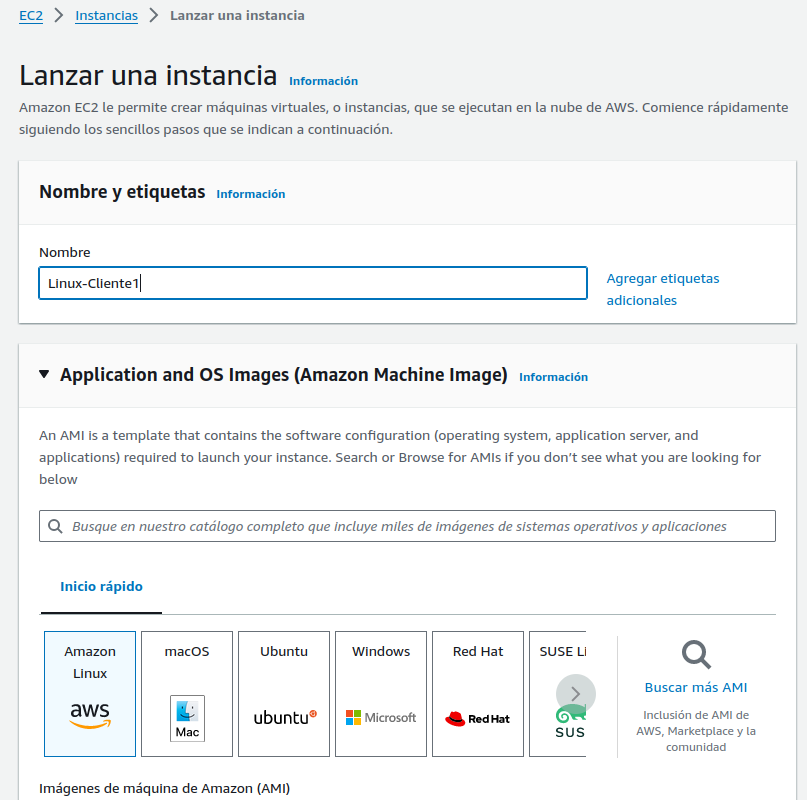 EC2 > Instancias > Lanzar una instancia
Lanzar una instancia Información
Amazon EC2 le permite crear máquinas virtuales, o instancias, que se ejecutan en la nube de AWS. Comience rápidamente
siguiendo los sencillos pasos que se indican a continuación.
Nombre y etiquetas Información
Nombre
Linux-Cliente1
Agregar etiquetas
adicionales
Application and OS Images (Amazon Machine Image) Información
An AMI is a template that contains the software configuration (operating system, application server, and
applications) required to launch your instance. Search or Browse for AMIs if you don’t see what you are looking for
below
Busque en nuestro catálogo completo que incluye miles de imágenes de sistemas operativos y aplicaciones
Inicio rápido
Amazon
Linux
aws
macOS
Mac
Ubuntu
ubuntu
Windows
Microsoft
Red Hat
Red Hat
SUSE Li
SUS
Buscar más AMI
Inclusión de AMI de
AWS, Marketplace y la
comunidad
Imágenes de máquina de Amazon (AMI)